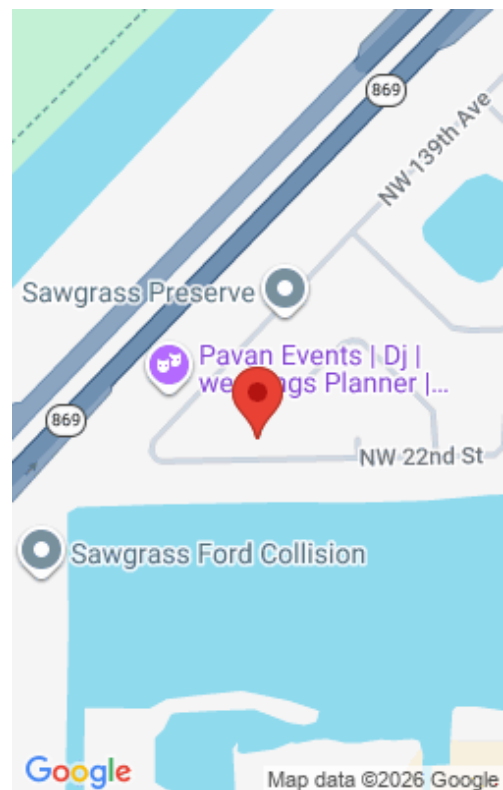 869
NW 139th Ave
Sawgrass Preserve
Pavan Events | Dj |
Planner |...
869
NW 22nd St
Sawgrass Ford Collision
Google
Map data ©2026 Google